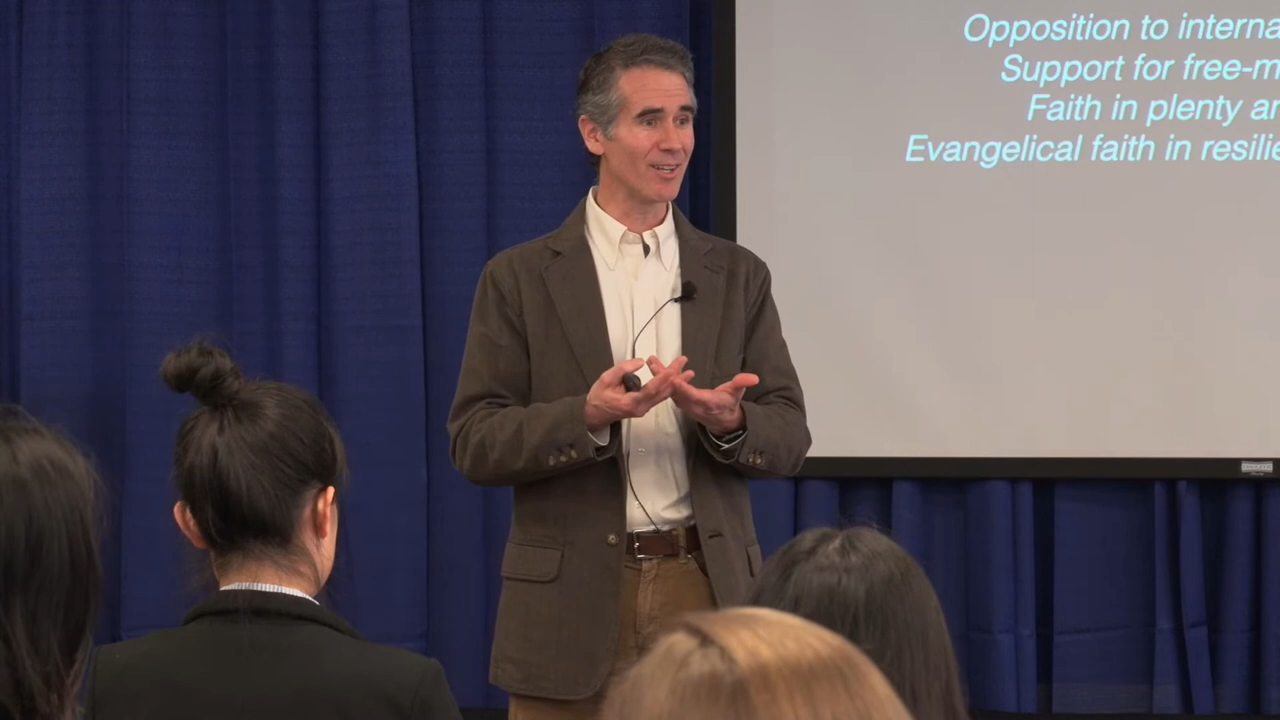 Opposition to interna
Support for free-m
Faith in plenty ar
Evangelical faith in resilie